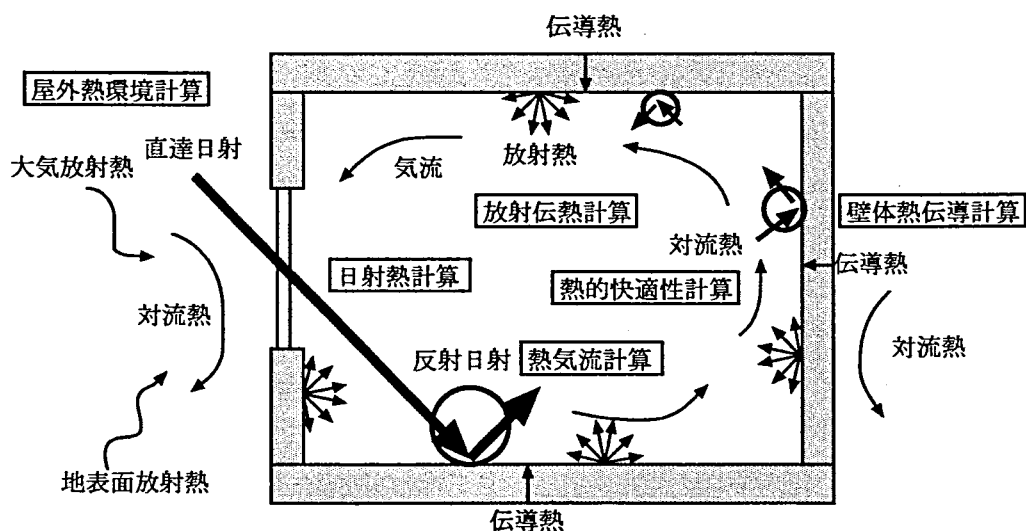 伝導熱
屋外熱環境計算
直達日射
大気放射熱
気流
放射熱
放射伝熱計算
壁体熱伝導計算
対流熱
伝導熱
日射熱計算
熱的快適性計算
対流熱
反射日射
熱気流計算
対流熱
地表面放射熱
伝導熱